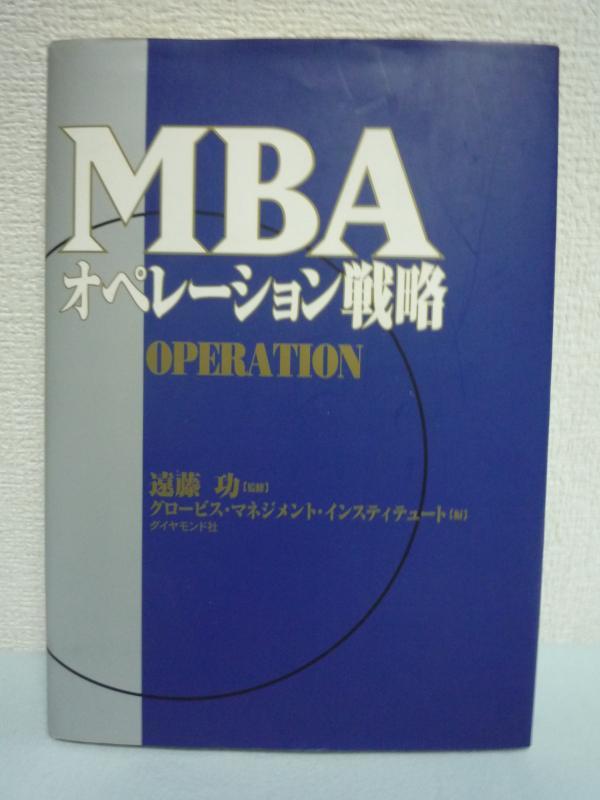 MBA
オペレーション戦略
OPERATION
遠藤 功[監修]
グロービス・マネジメント・インスティテュート[編]
ダイヤモンド社